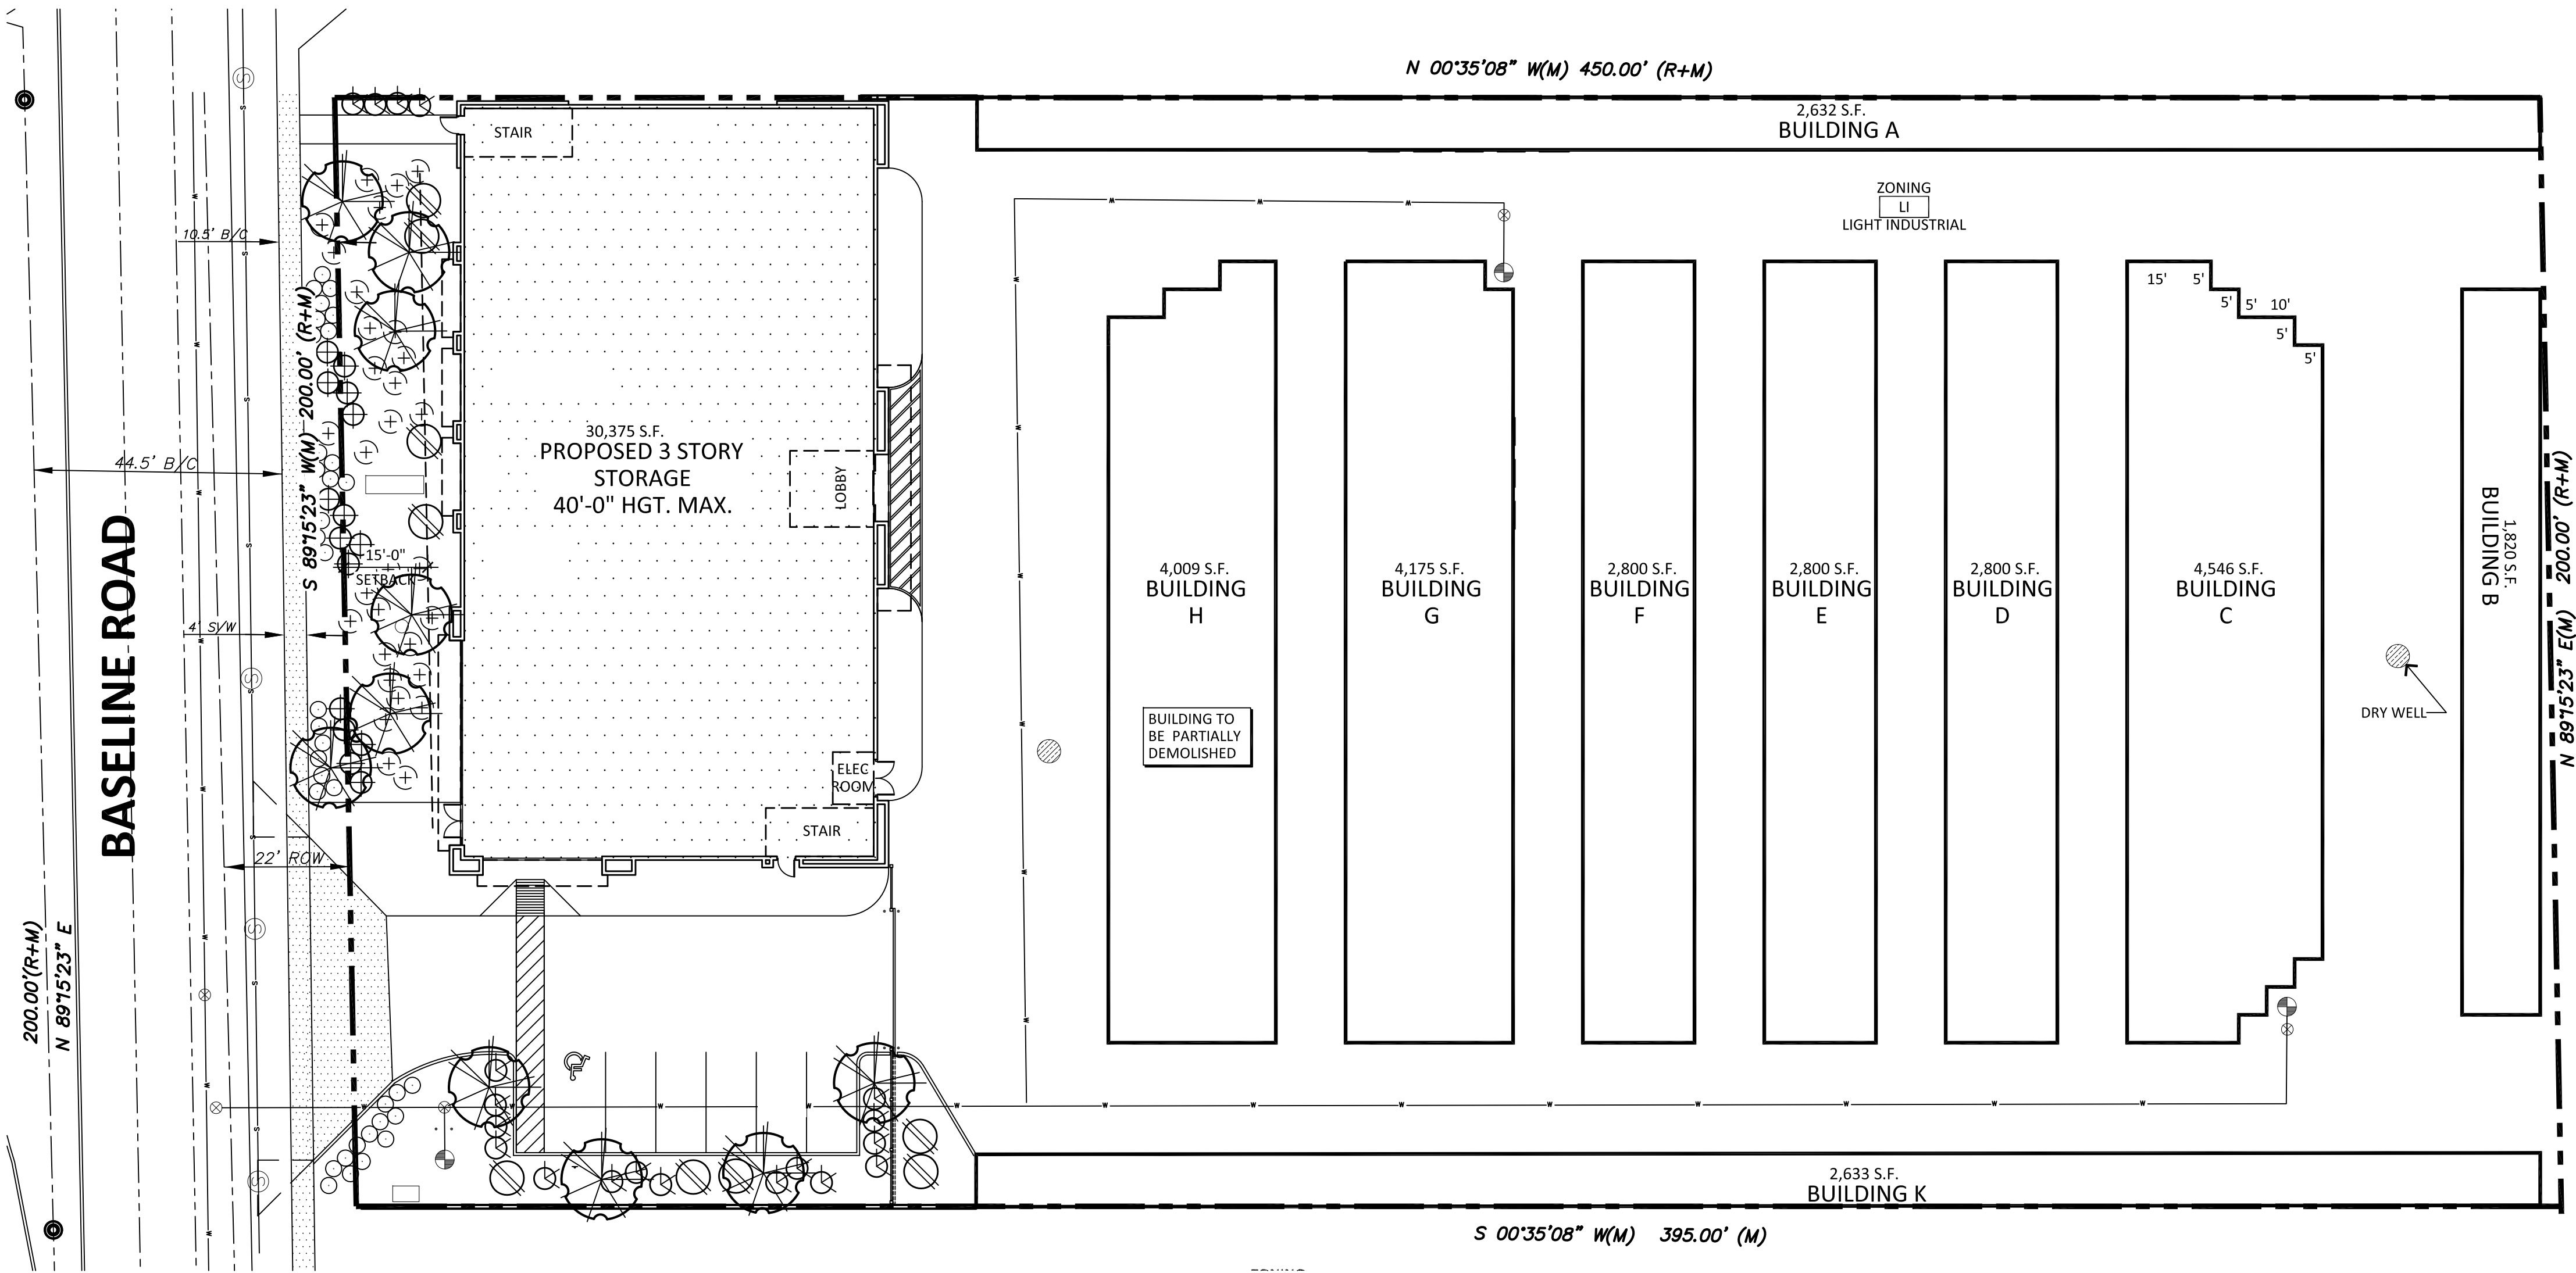 N 00°35'08" W(M) 450.00' (R+M)
2,632 S.F.
BUILDING A
STAIR
ZONING
LI
LIGHT INDUSTRIAL
10.5' B/C
S 89°15'23" W(M) 200.00' (R+M)
15' 5'
5' 5' 10'
5'
5'
44.5' B/C
30,375 S.F.
PROPOSED 3 STORY
STORAGE
40'-0" HGT. MAX.
LOBBY
BASELINE ROAD
15'-0"
SETBACK
4' S/W
4,009 S.F.
BUILDING
H
4,175 S.F.
BUILDING
G
2,800 S.F.
BUILDING
F
2,800 S.F.
BUILDING
E
2,800 S.F.
BUILDING
D
4,546 S.F.
BUILDING
C
1,820 S.F.
BUILDING B
N 89°15'23" E(M) 200.00' (R+M)
DRY WELL
BUILDING TO
BE PARTIALLY
DEMOLISHED
ELEC
ROOM
STAIR
22' ROW
200.00'(R+M)
N 89°15'23" E
2,633 S.F.
BUILDING K
S 00°35'08" W(M) 395.00' (M)